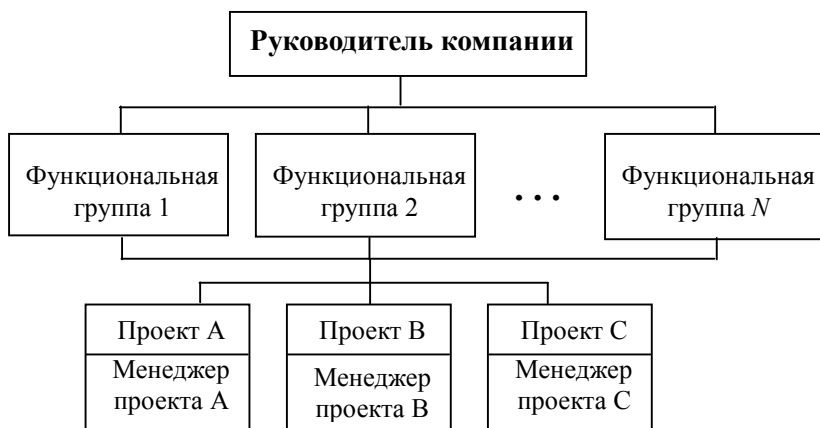 Руководитель компании
Функциональная
группа 1
Функциональная
группа 2
...
Функциональная
группа N
Проект A
Менеджер
проекта A
Проект B
Менеджер
проекта B
Проект C
Менеджер
проекта C